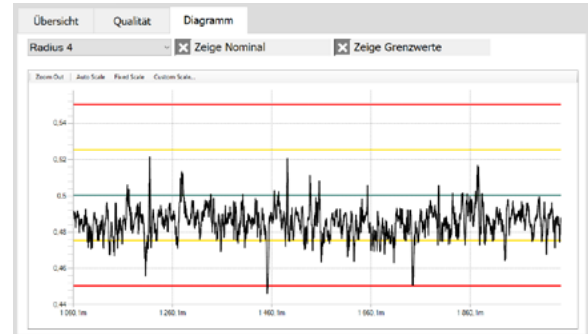 Übersicht Qualität Diagramm
Radius 4 Zeige Nominal Zeige Grenzwerte
Zoom Out Auto Scale Fixed Scale Custom Scale...
0,54
0,52
0,5
0,48
0,46
0,44
1 060, 1m 1 260, 1m 1 460, 1m 1 660, 1m 1 860, 1m